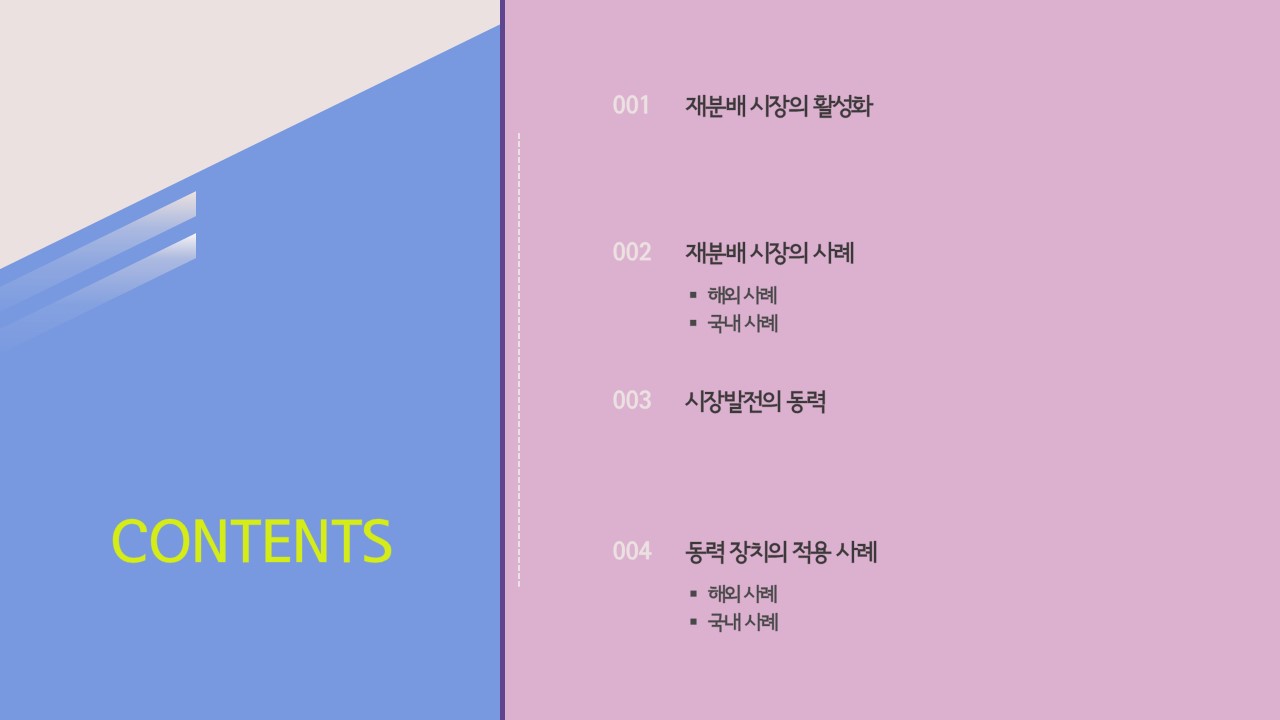 CONTENTS
001 재분배 시장의 활성화
002 재분배 시장의 사례
▪ 해외 사례
▪ 국내 사례
003 시장발전의 동력
004 동력 장치의 적용 사례
▪ 해외 사례
▪ 국내 사례